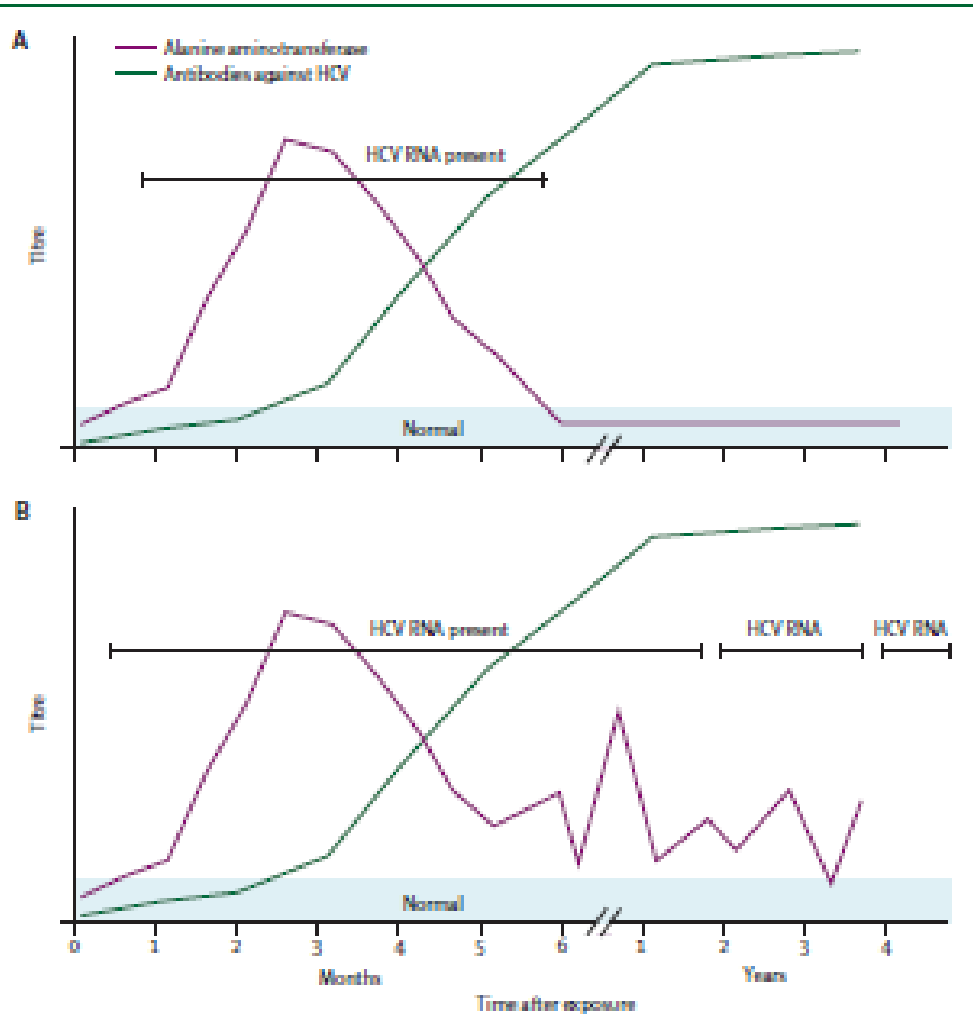 A
Alanine aminotransferase
Antibodies against HCV
HCV RNA present
Titre
Normal
B
HCV RNA present
HCV RNA
HCV RNA
Titre
Normal
0 1 2 3 4 5 6 1 2 3 4
Months
Years
Time after exposure